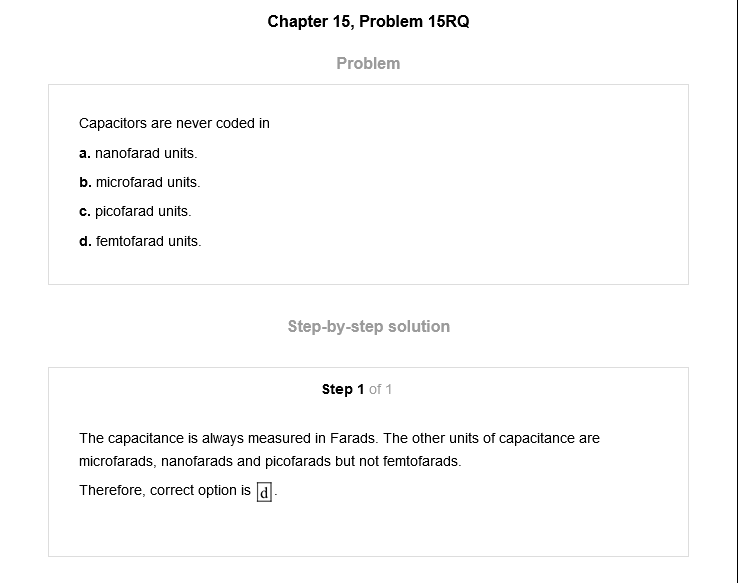 Chapter 15, Problem 15RQ
Problem
Capacitors are never coded in
a. nanofarad units.
b. microfarad units.
c. picofarad units.
d. femtofarad units.
Step-by-step solution
Step 1 of 1
The capacitance is always measured in Farads. The other units of capacitance are
microfarads, nanofarads and picofarads but not femtofarads.
Therefore, correct option is d.